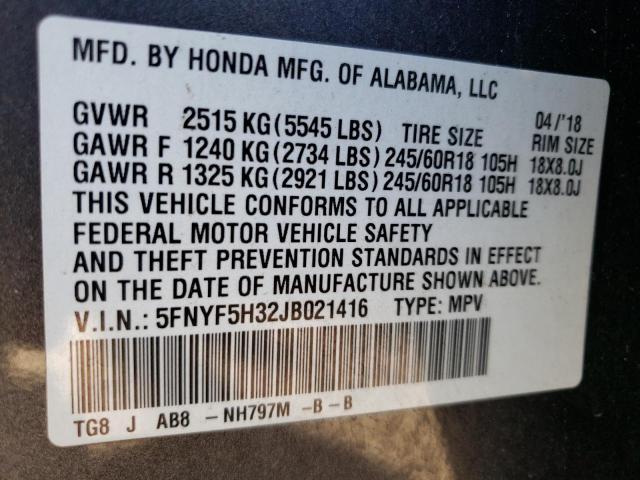 MFD. BY HONDA MFG. OF ALABAMA, LLC
GVWR 2515 KG (5545 LBS) TIRE SIZE 04/'18 RIM SIZE
GAWR F 1240 KG (2734 LBS) 245/60R18 105H 18X8.0J
GAWR R 1325 KG (2921 LBS) 245/60R18 105H 18X8.0J
THIS VEHICLE CONFORMS TO ALL APPLICABLE
FEDERAL MOTOR VEHICLE SAFETY
AND THEFT PREVENTION STANDARDS IN EFFECT
ON THE DATE OF MANUFACTURE SHOWN ABOVE.
V.I.N.: 5FNYF5H32JB021416 TYPE: MPV
TG8 J AB8 - NH797M - B - B